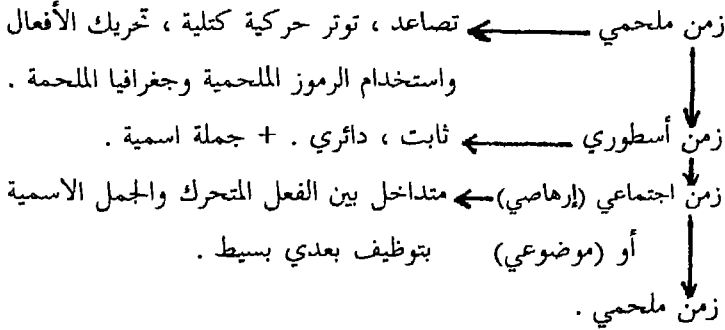 زمن ملحمي ← تصاعد ، توتر حركية كتلية ، تحريك الأفعال
واستخدام الرموز الملحمية وجغرافيا الملحمة .
زمن أسطوري ← ثابت ، دائري . + جملة اسمية .
زمن اجتماعي (إرهاصي) ← متداخل بين الفعل المتحرك والجمل الاسمية
أو (موضوعي) بتوظيف بعدي بسيط .
زمن ملحمي .